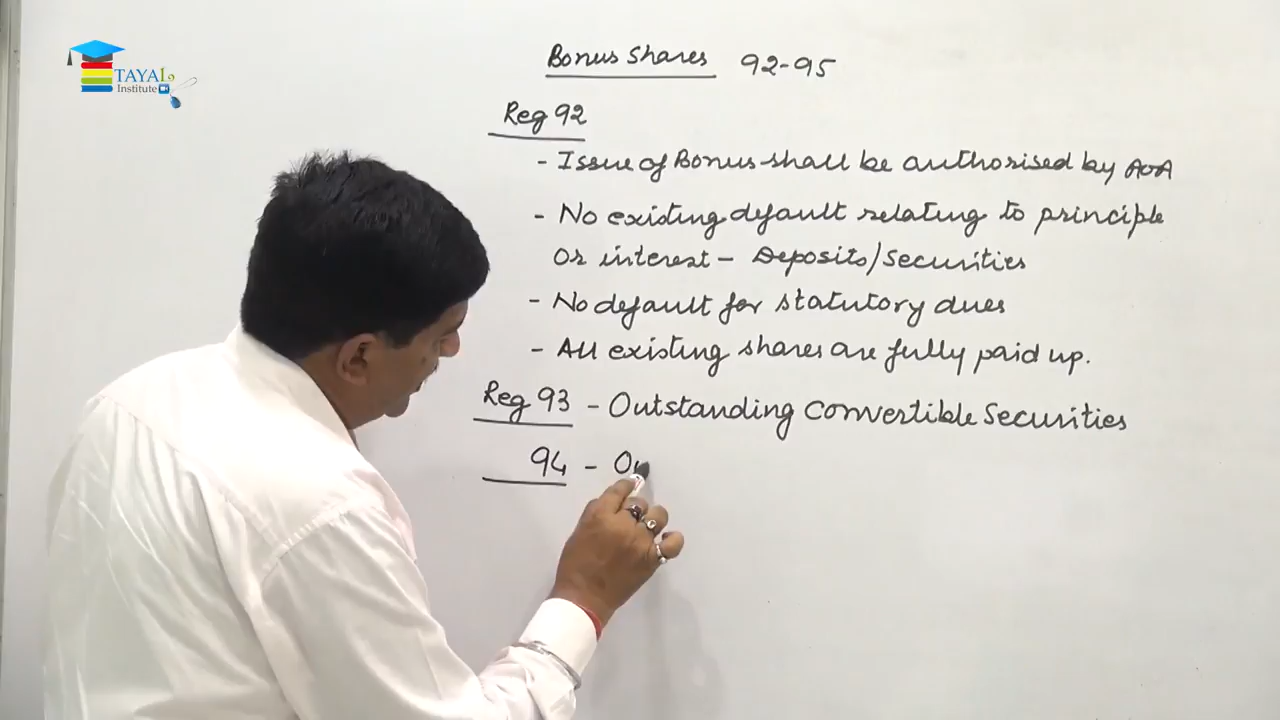 TAYAL
Institute
Bonus Shares 92-95
Reg 92
- Issue of Bonus shall be authorised by AOA
- No existing default relating to principle
or interest - Deposits/Securities
- No default for statutory dues
- All existing shares are fully paid up.
Reg 93 - Outstanding Convertible Securities
94 - Ou